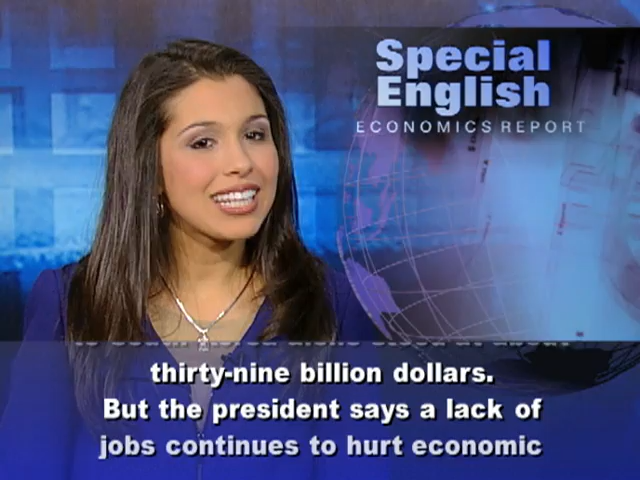 Special
English
ECONOMICS REPORT
thirty-nine billion dollars.
But the president says a lack of
jobs continues to hurt economic